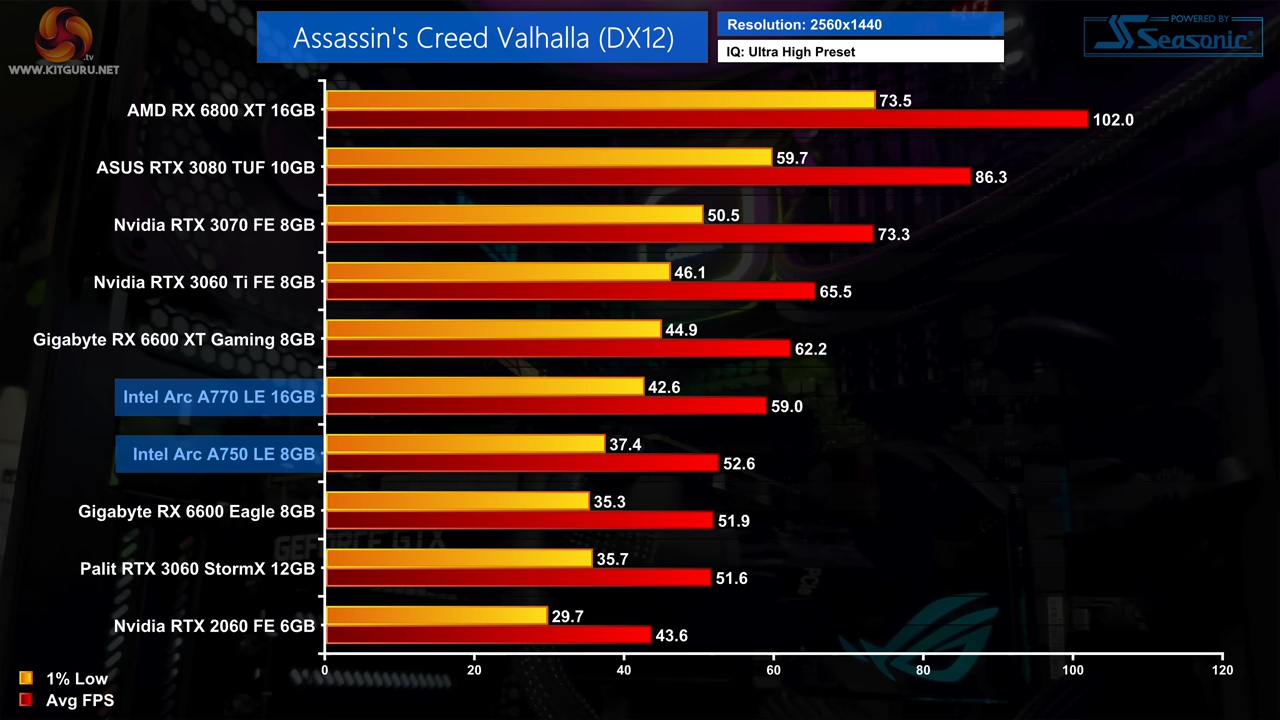 Assassin's Creed Valhalla (DX12)
Resolution: 2560x1440
IQ: Ultra High Preset
POWERED BY
Seasonic
.tv
WWW.KITGURU.NET
AMD RX 6800 XT 16GB
73.5
102.0
ASUS RTX 3080 TUF 10GB
59.7
86.3
Nvidia RTX 3070 FE 8GB
50.5
73.3
Nvidia RTX 3060 Ti FE 8GB
46.1
65.5
Gigabyte RX 6600 XT Gaming 8GB
44.9
62.2
Intel Arc A770 LE 16GB
42.6
59.0
Intel Arc A750 LE 8GB
37.4
52.6
Gigabyte RX 6600 Eagle 8GB
35.3
51.9
GEFORCE GTX
Palit RTX 3060 StormX 12GB
35.7
51.6
PCIe
Nvidia RTX 2060 FE 6GB
29.7
43.6
0 20 40 60 80 100 120
1% Low
Avg FPS